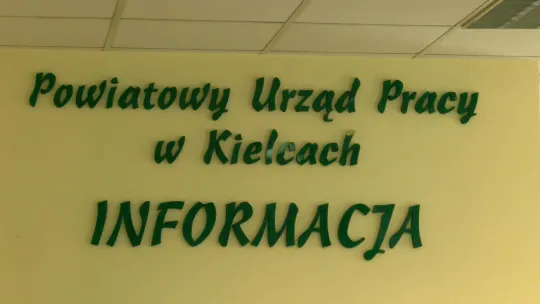 Powiatowy Urząd Pracy
w Kielcach
INFORMACJA